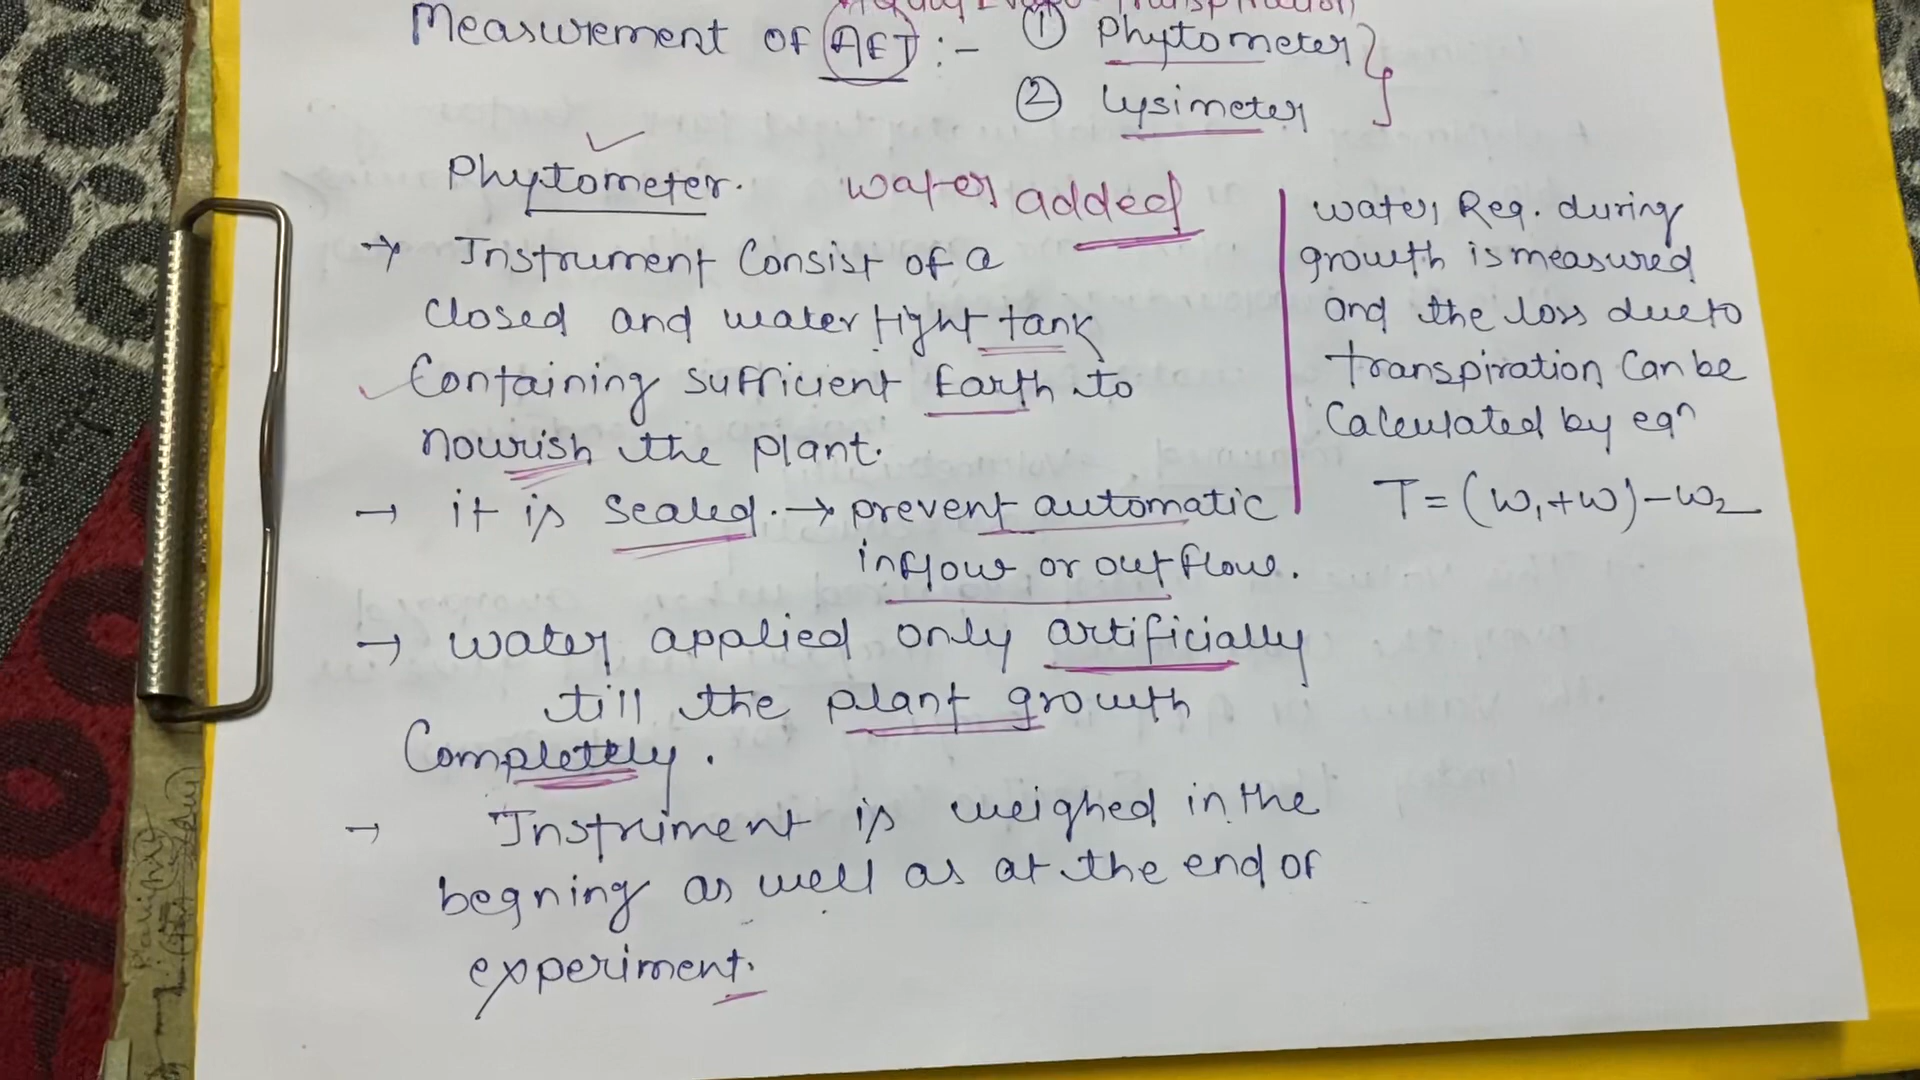 Transpiration
Measurement of AET :- ① Phytometer
② Lysimeter
Phytometer. water added
→ Instrument Consist of a
closed and water tight tank
Containing sufficient Earth to
nourish the plant.
→ it is sealed. → prevent automatic
inflow or outflow.
→ water applied only artificially
till the plant growth
Completely.
→ Instriment is weighed in the
begning as well as at the end of
experiment.
water Req. during
growth is measured
and the loss due to
transpiration Can be
Calculated by eqn
T = (w₁+w) - w₂